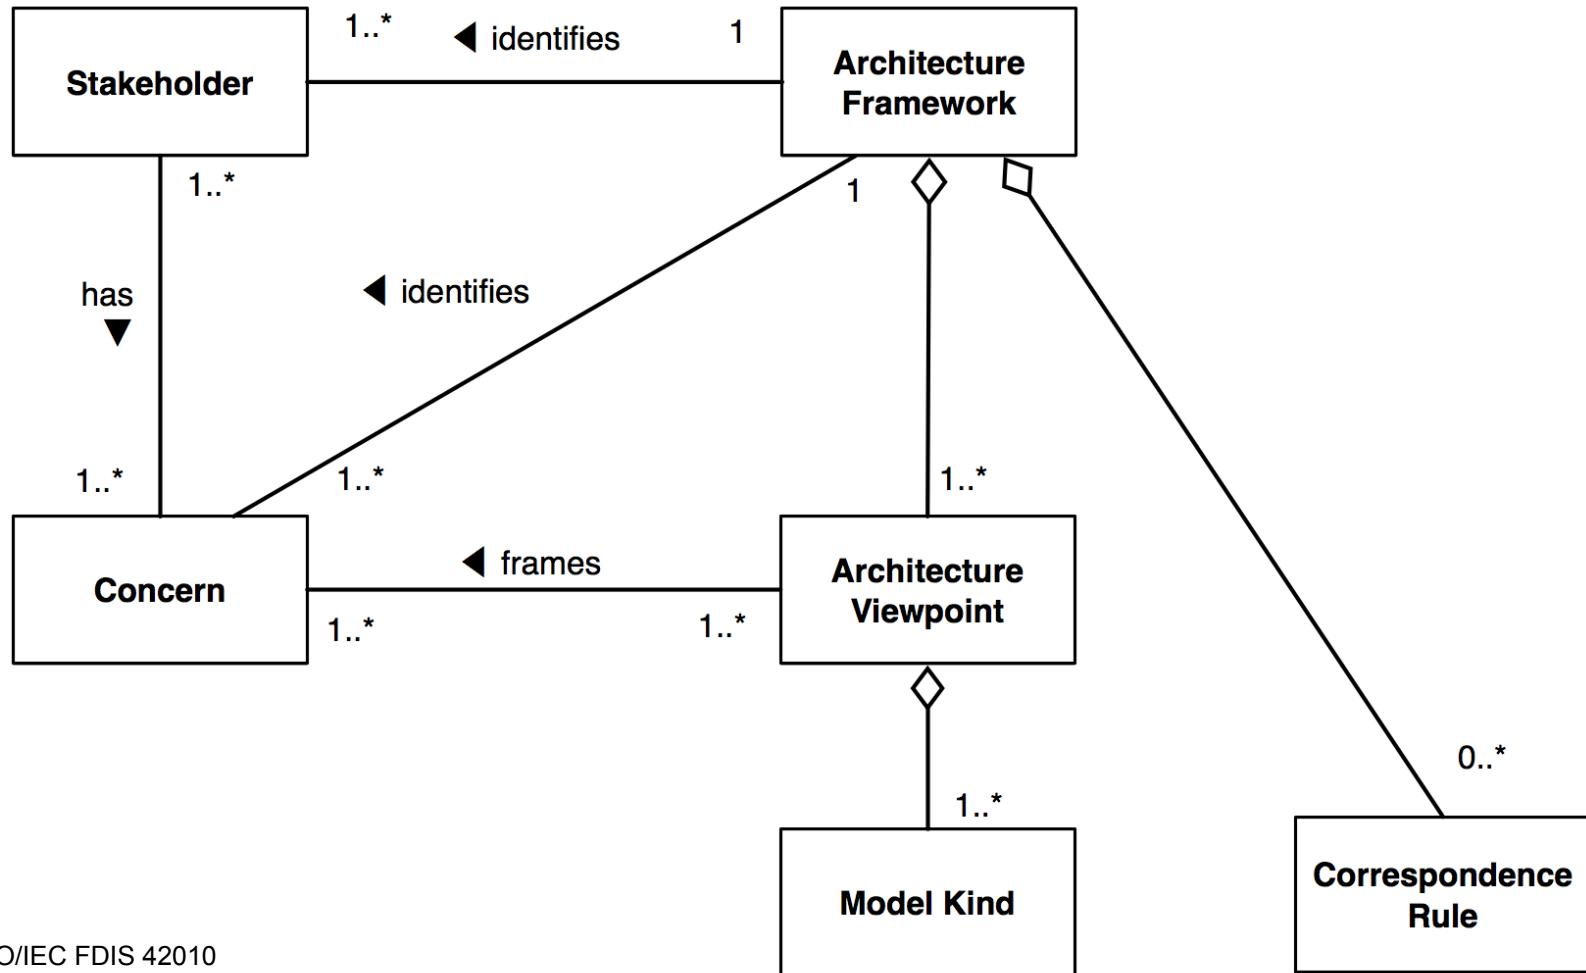 1..*
◀ identifies
1
Stakeholder
Architecture
Framework
1..*
1
has
▼
◀ identifies
1..*
1..*
1..*
◀ frames
Concern
Architecture
Viewpoint
1..*
1..*
0..*
1..*
Model Kind
Correspondence
Rule
O/IEC FDIS 42010